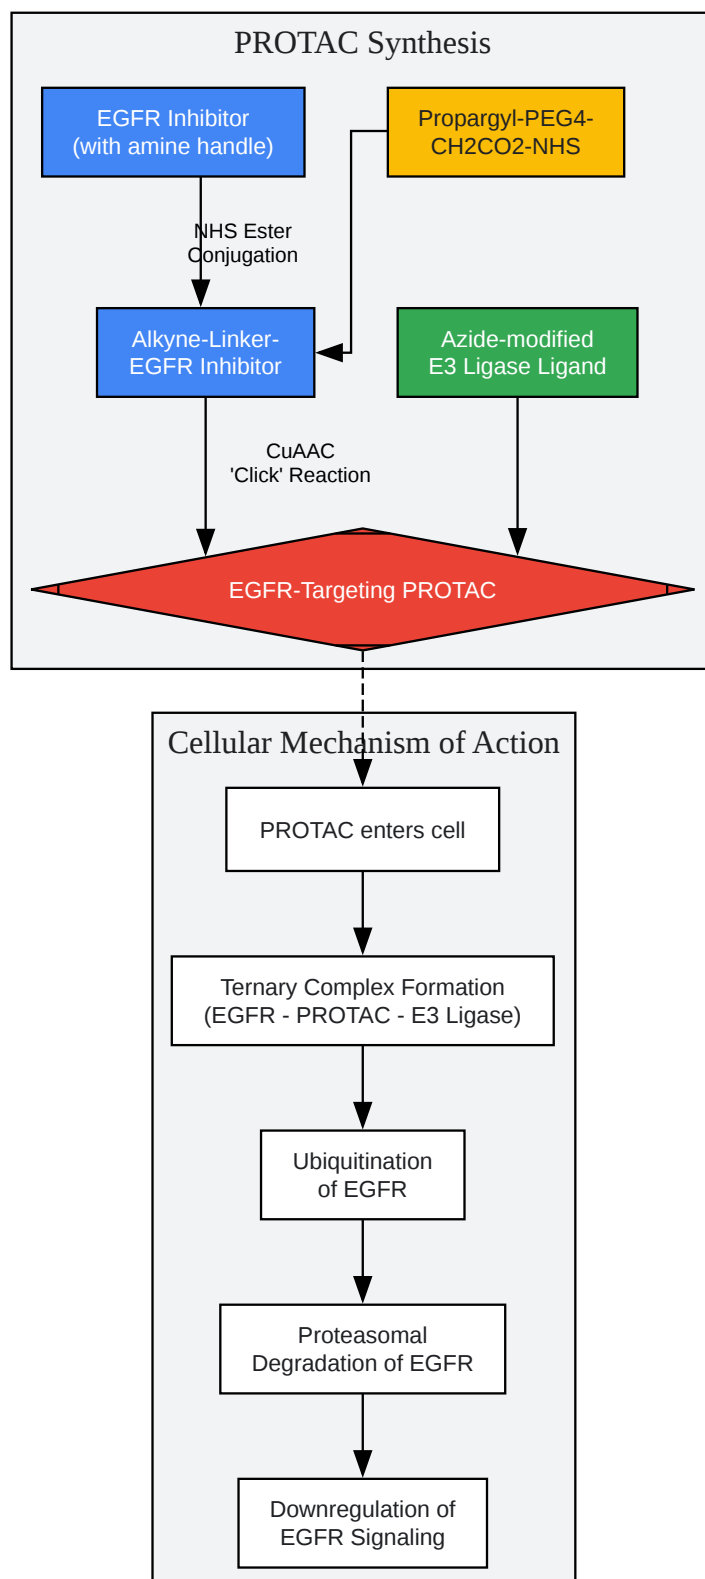 PROTAC Synthesis
EGFR Inhibitor
(with amine handle)
Propargyl-PEG4-
CH2CO2-NHS
NHS Ester
Conjugation
Alkyne-Linker-
EGFR Inhibitor
Azide-modified
E3 Ligase Ligand
CuAAC
'Click' Reaction
EGFR-Targeting PROTAC
Cellular Mechanism of Action
PROTAC enters cell
Ternary Complex Formation
(EGFR - PROTAC - E3 Ligase)
Ubiquitination
of EGFR
Proteasomal
Degradation of EGFR
Downregulation of
EGFR Signaling